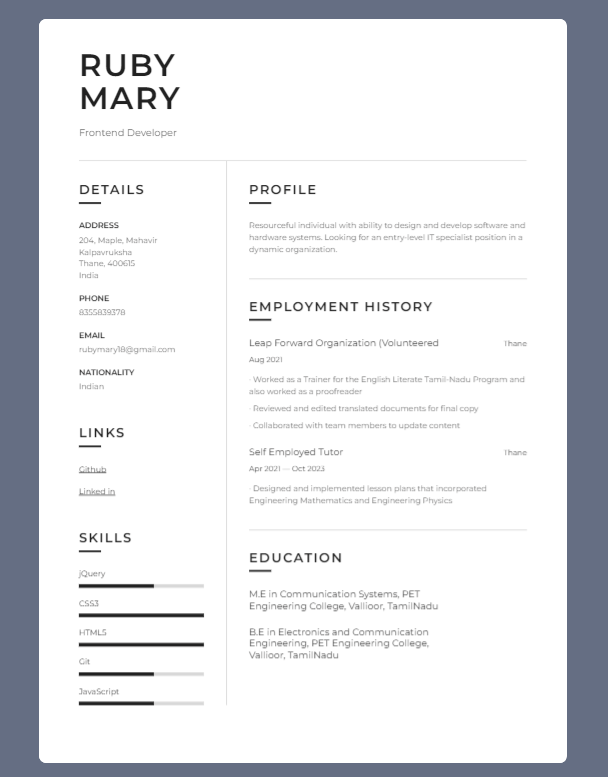 RUBY
MARY
Frontend Developer
DETAILS
ADDRESS
204, Maple, Mahavir
Kalpavruksha
Thane, 400615
India
PHONE
8355839378
EMAIL
rubymary18@gmail.com
NATIONALITY
Indian
LINKS
Github
Linked in
SKILLS
jQuery
CSS3
HTML5
Git
JavaScript
PROFILE
Resourceful individual with ability to design and develop software and
hardware systems. Looking for an entry-level IT specialist position in a
dynamic organization.
EMPLOYMENT HISTORY
Leap Forward Organization (Volunteered Thane
Aug 2021
· Worked as a Trainer for the English Literate Tamil-Nadu Program and
also worked as a proofreader
· Reviewed and edited translated documents for final copy
· Collaborated with team members to update content
Self Employed Tutor Thane
Apr 2021 — Oct 2023
· Designed and implemented lesson plans that incorporated
Engineering Mathematics and Engineering Physics
EDUCATION
M.E in Communication Systems, PET
Engineering College, Vallioor, TamilNadu
B.E in Electronics and Communication
Engineering, PET Engineering College,
Vallioor, TamilNadu